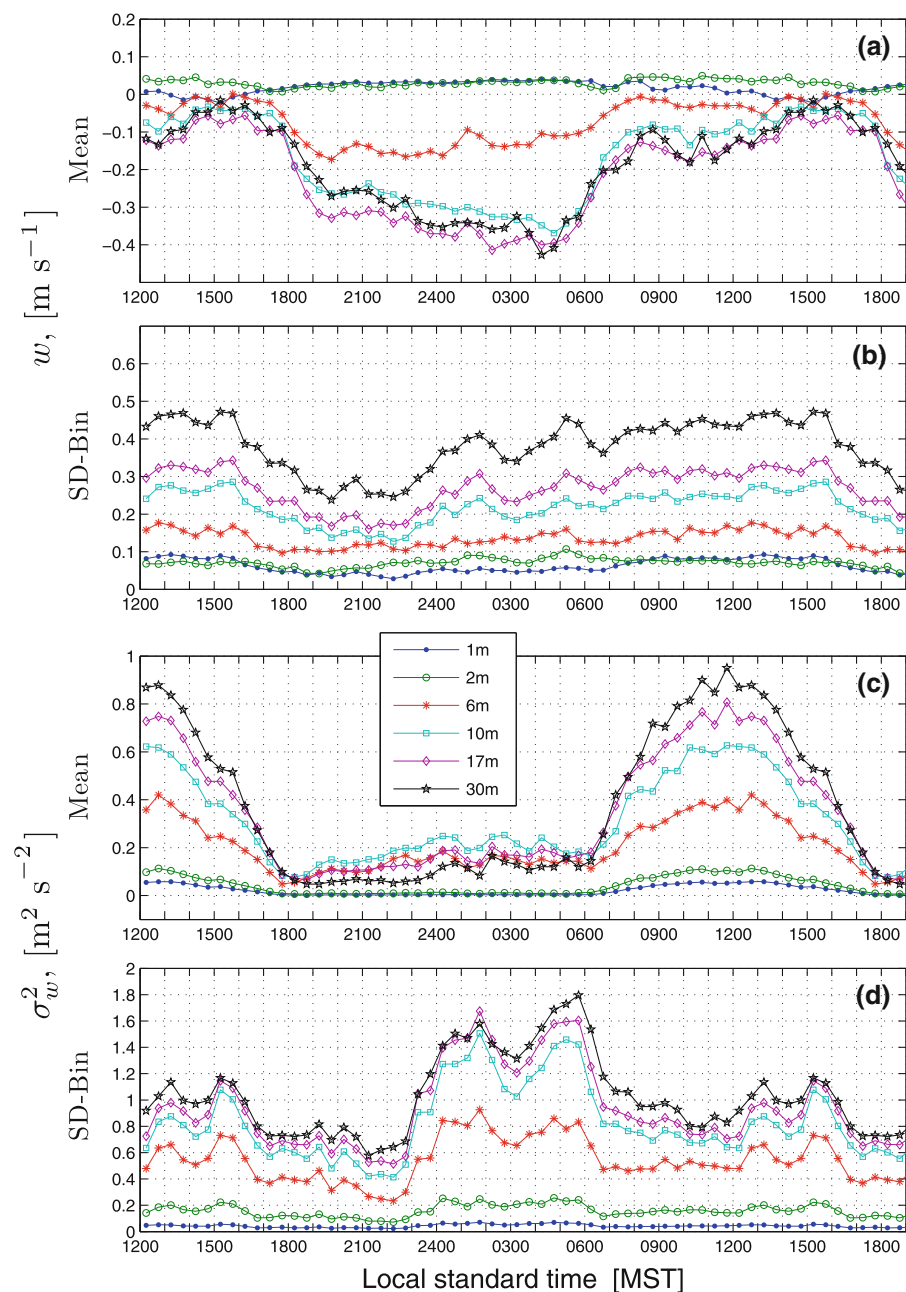 (a)
0.2
0.1
0
−0.1
−0.2
−0.3
−0.4
Mean
1200 1500 1800 2100 2400 0300 0600 0900 1200 1500 1800
w, [m s−1]
(b)
0.6
0.5
0.4
0.3
0.2
0.1
0
SD-Bin
1200 1500 1800 2100 2400 0300 0600 0900 1200 1500 1800
1m
2m
6m
10m
17m
30m
(c)
1
0.8
0.6
0.4
0.2
0
Mean
1200 1500 1800 2100 2400 0300 0600 0900 1200 1500 1800
σ²w, [m² s−2]
(d)
2
1.8
1.6
1.4
1.2
1
0.8
0.6
0.4
0.2
0
SD-Bin
1200 1500 1800 2100 2400 0300 0600 0900 1200 1500 1800
Local standard time [MST]